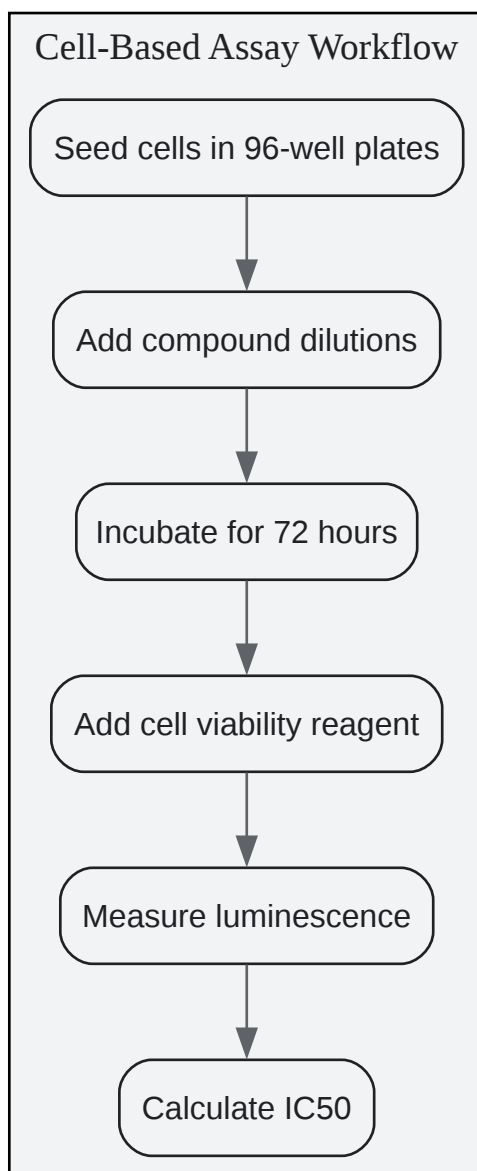 Cell-Based Assay Workflow
Seed cells in 96-well plates
Add compound dilutions
Incubate for 72 hours
Add cell viability reagent
Measure luminescence
Calculate IC50